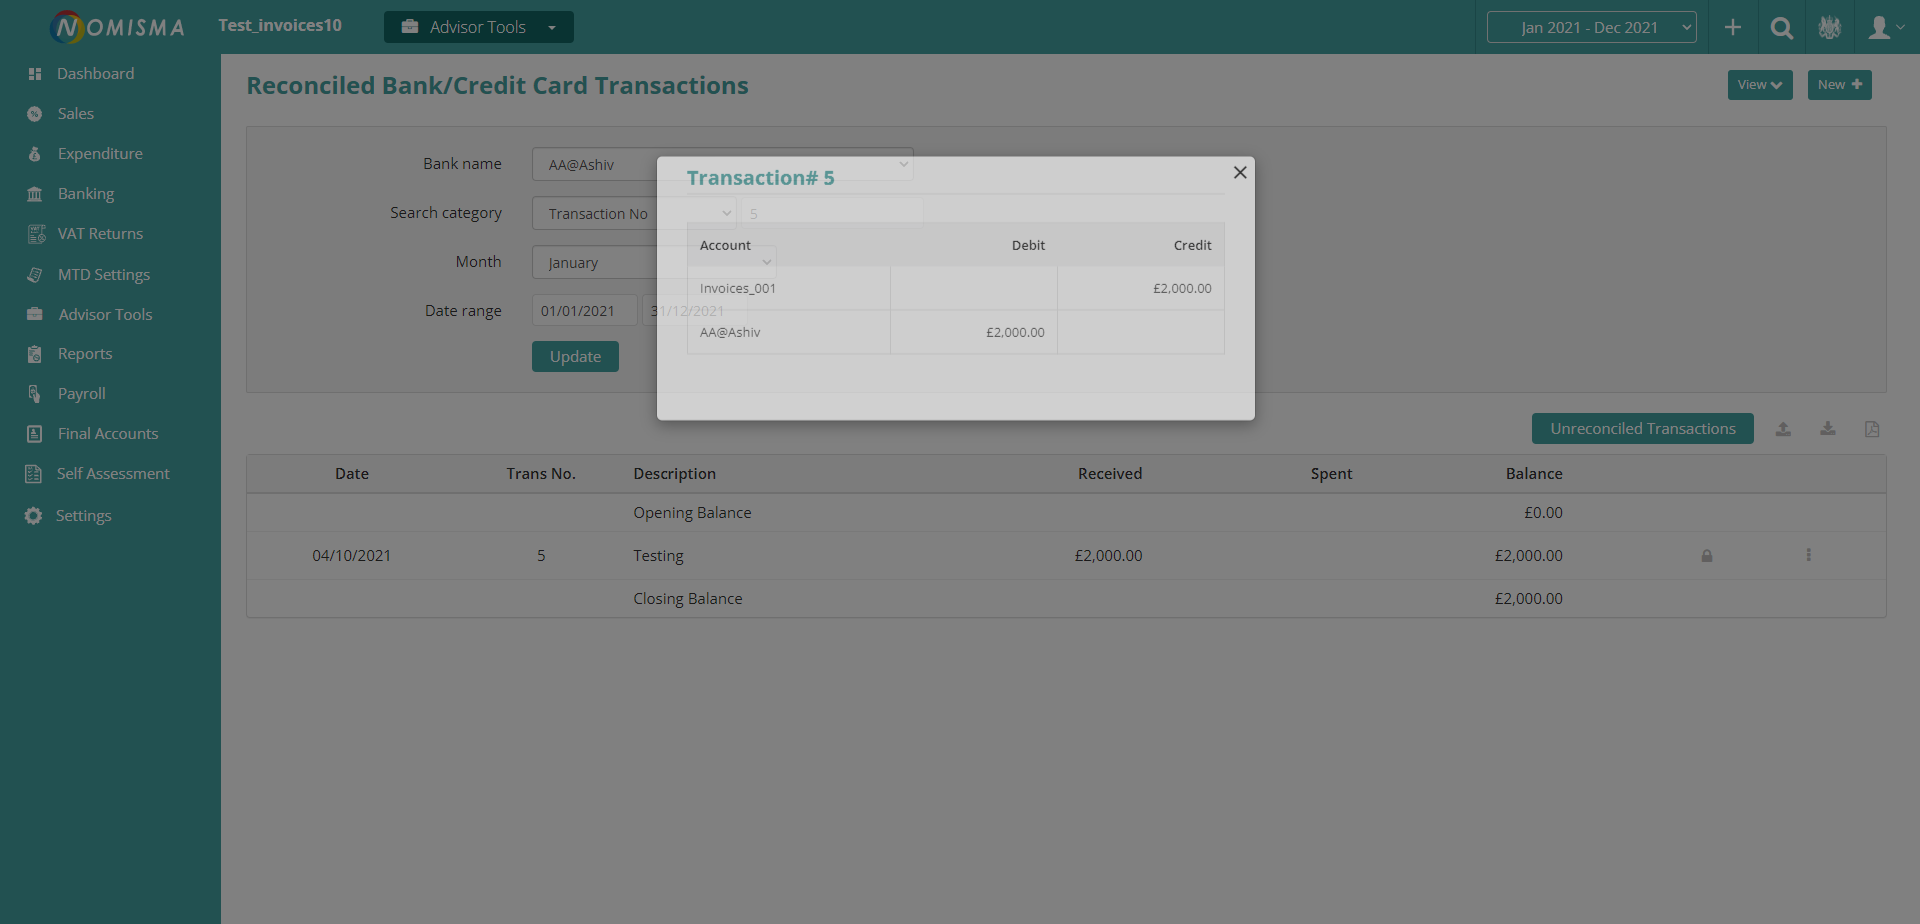 NOMISMA
Test_invoices10
Advisor Tools
Jan 2021 - Dec 2021
Dashboard
Sales
Expenditure
Banking
VAT Returns
MTD Settings
Advisor Tools
Reports
Payroll
Final Accounts
Self Assessment
Settings
Reconciled Bank/Credit Card Transactions
View
New
Bank name
AA@Ashiv
Search category
Transaction No
5
Month
January
Date range
01/01/2021
31/12/2021
Update
Transaction# 5
Account Debit Credit
Invoices_001 £2,000.00
AA@Ashiv £2,000.00
Unreconciled Transactions
Date Trans No. Description Received Spent Balance
Opening Balance £0.00
04/10/2021 5 Testing £2,000.00 £2,000.00
Closing Balance £2,000.00